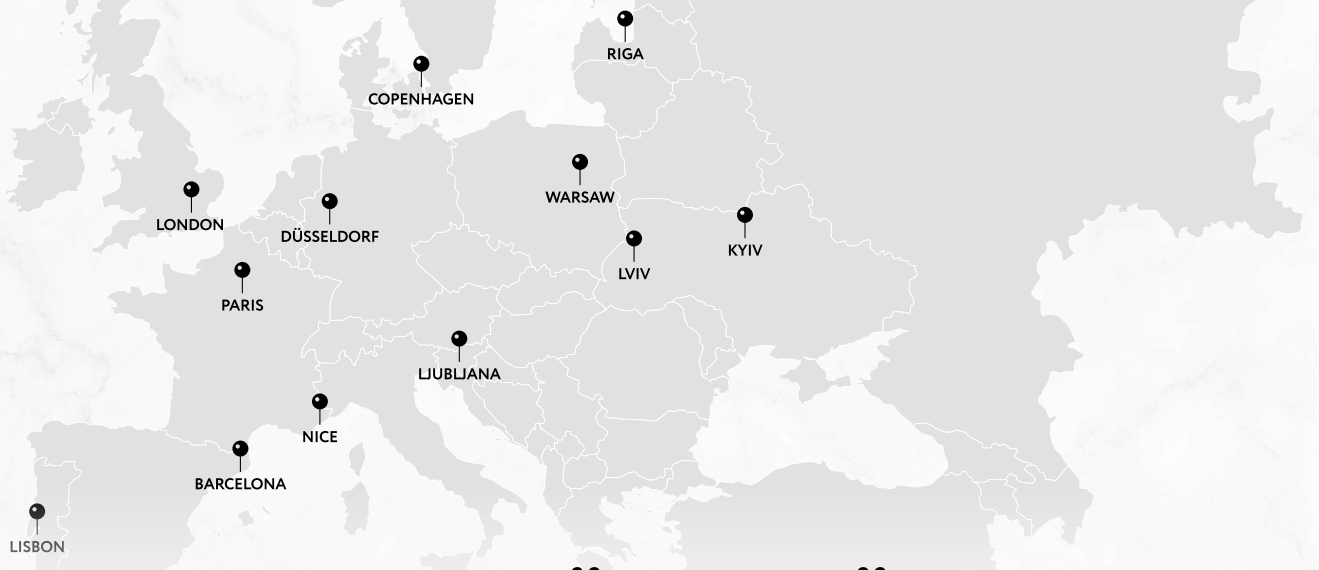 RIGA
COPENHAGEN
WARSAW
LONDON
DÜSSELDORF
KYIV
LVIV
PARIS
LJUBLJANA
NICE
BARCELONA
LISBON